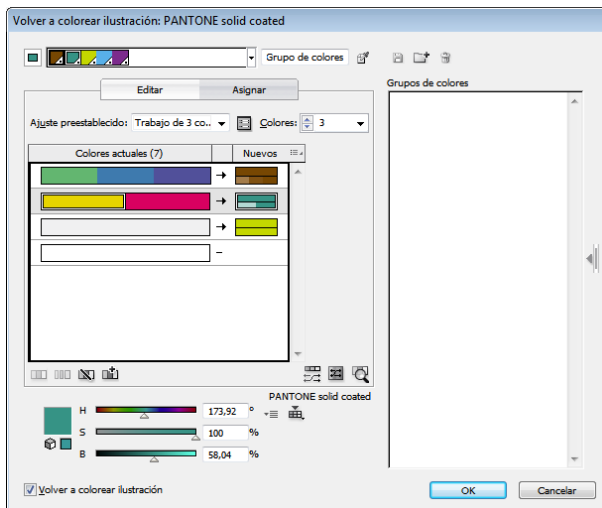 Volver a colorear ilustración: PANTONE solid coated
Grupo de colores
Grupos de colores
Editar Asignar
Ajuste preestablecido: Trabajo de 3 co... Colores: 3
Colores actuales (7) Nuevos
PANTONE solid coated
H 173,92 °
S 100 %
B 58,04 %
Volver a colorear ilustración
OK Cancelar